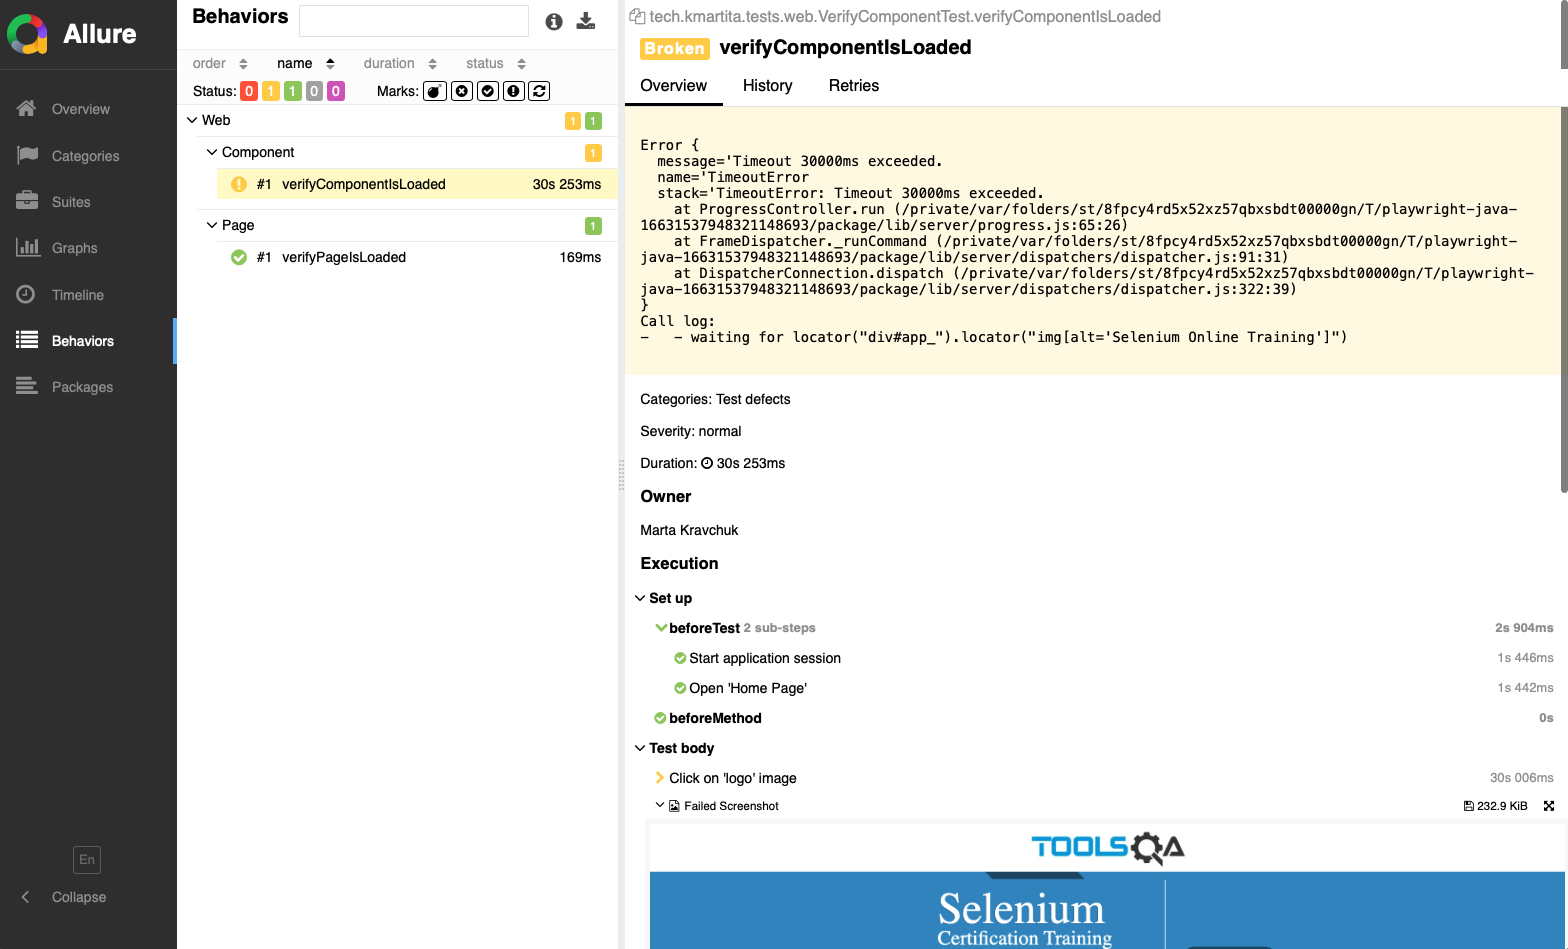 Allure
Overview
Categories
Suites
Graphs
Timeline
Behaviors
Packages
En
Collapse
Behaviors
order name duration status
Status: 0 1 1 0 0 Marks:
Web 1 1
Component 1
#1 verifyComponentIsLoaded 30s 253ms
Page 1
#1 verifyPageIsLoaded 169ms
tech.kmartita.tests.web.VerifyComponentTest.verifyComponentIsLoaded
Broken verifyComponentIsLoaded
Overview History Retries
Error {
  message='Timeout 30000ms exceeded.
  name='TimeoutError
  stack='TimeoutError: Timeout 30000ms exceeded.
    at ProgressController.run (/private/var/folders/st/8fpcy4rd5x52xz57qbxsbdt00000gn/T/playwright-java-
16631537948321148693/package/lib/server/progress.js:65:26)
    at FrameDispatcher._runCommand (/private/var/folders/st/8fpcy4rd5x52xz57qbxsbdt00000gn/T/playwright-
java-16631537948321148693/package/lib/server/dispatchers/dispatcher.js:91:31)
    at DispatcherConnection.dispatch (/private/var/folders/st/8fpcy4rd5x52xz57qbxsbdt00000gn/T/playwright-
java-16631537948321148693/package/lib/server/dispatchers/dispatcher.js:322:39)
}
Call log:
-   - waiting for locator("div#app_").locator("img[alt='Selenium Online Training']")
Categories: Test defects
Severity: normal
Duration: 30s 253ms
Owner
Marta Kravchuk
Execution
Set up
beforeTest 2 sub-steps 2s 904ms
Start application session 1s 446ms
Open 'Home Page' 1s 442ms
beforeMethod 0s
Test body
Click on 'logo' image 30s 006ms
Failed Screenshot 232.9 KiB
TOOLSQA
Selenium
Certification Training